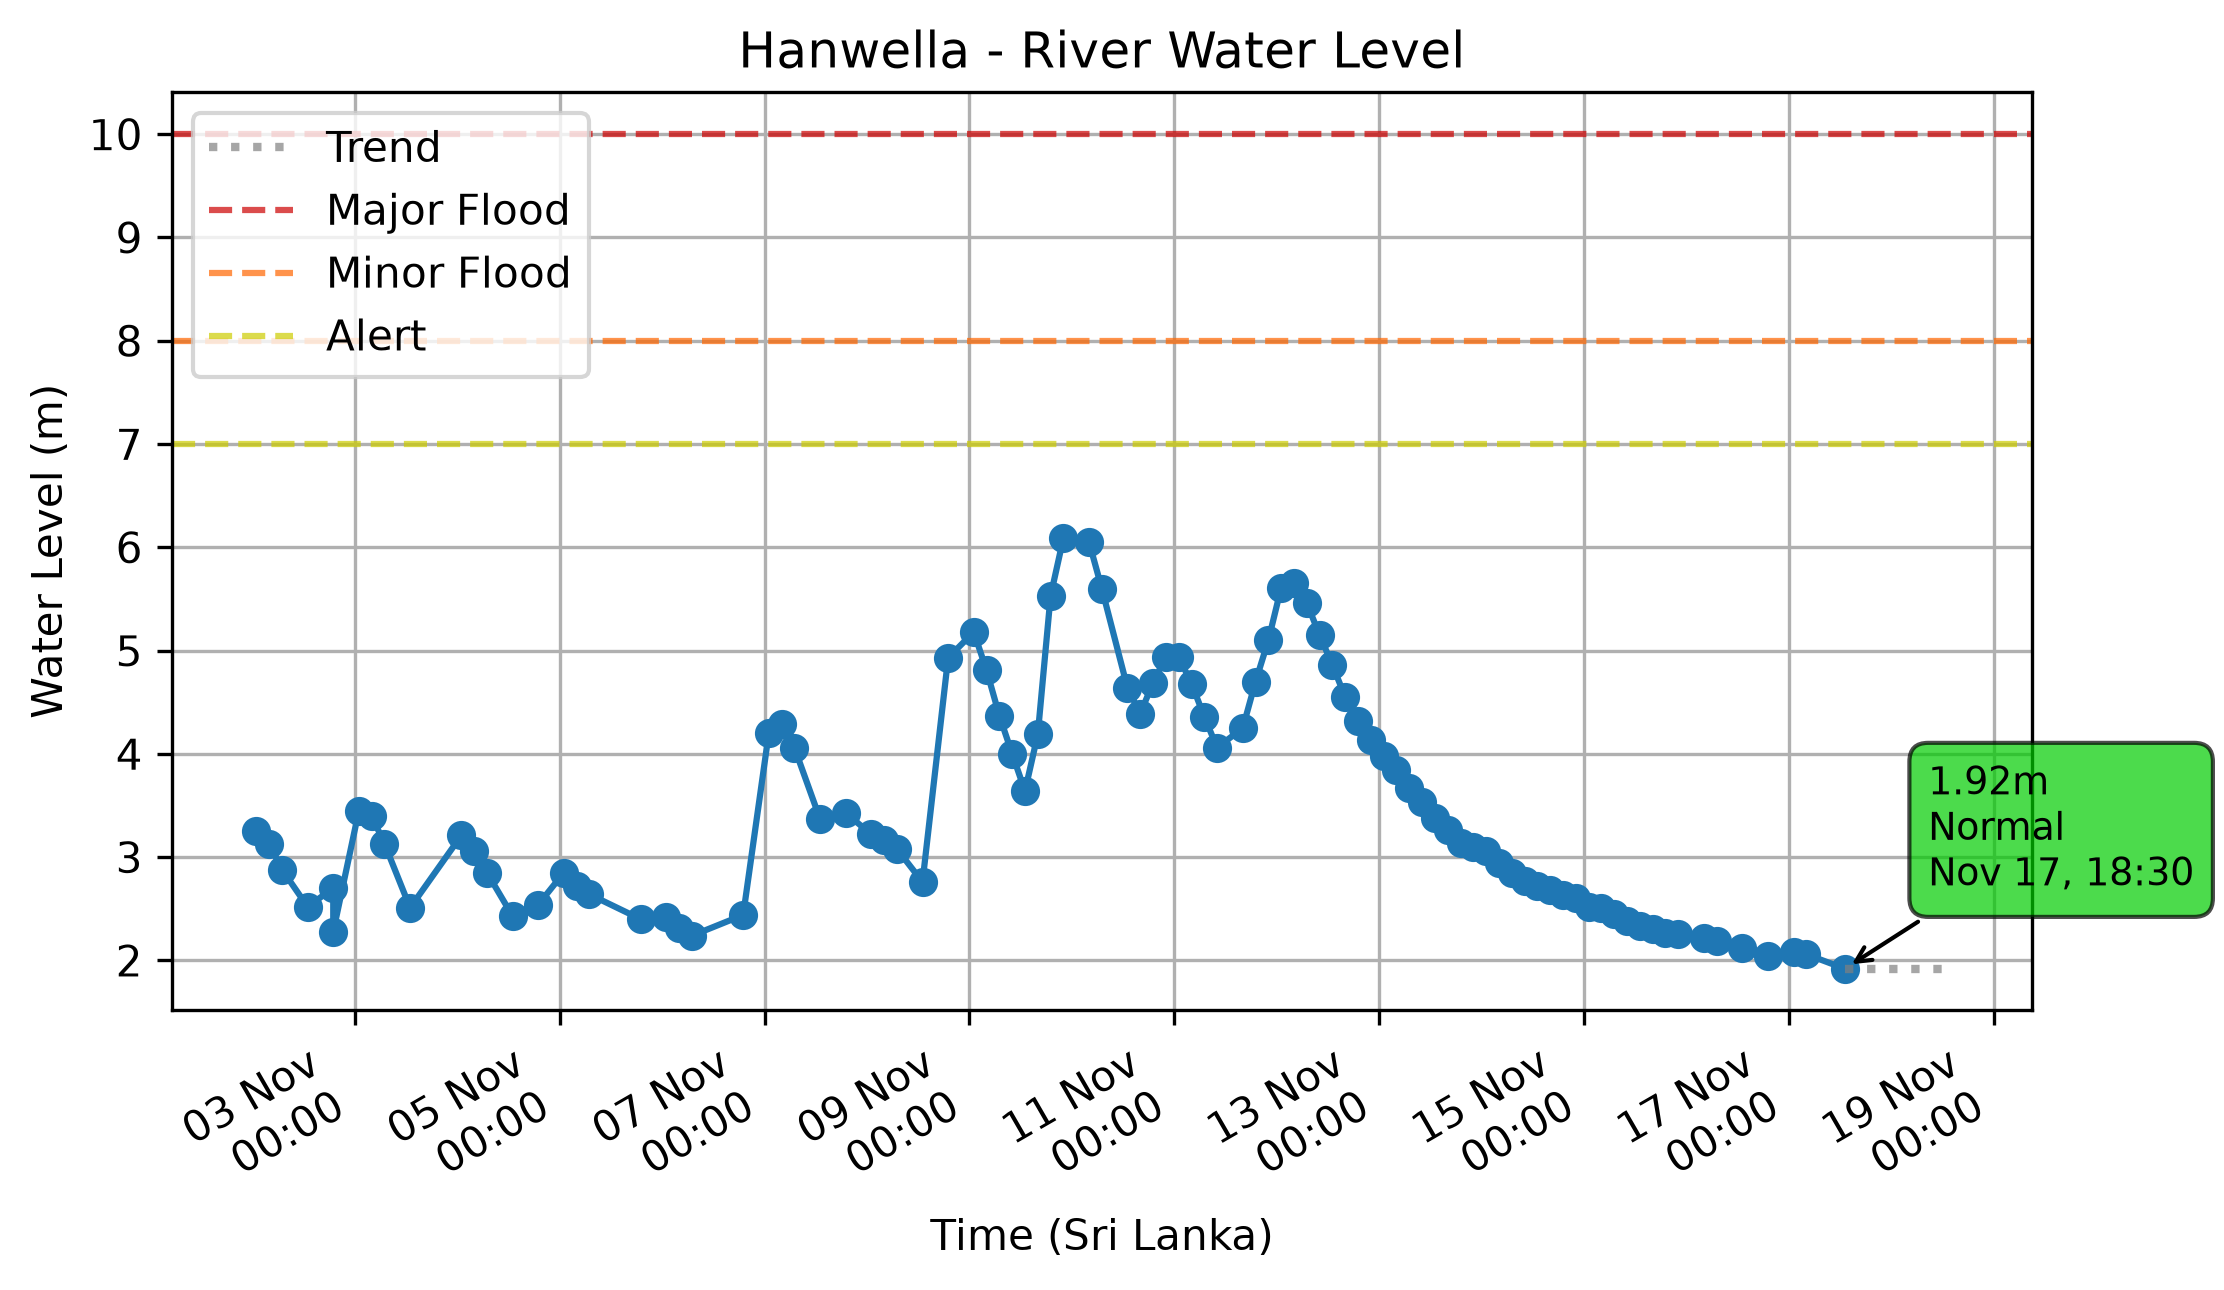 Hanwella - River Water Level
Trend
Major Flood
Minor Flood
Alert
10
9
8
7
6
5
4
3
2
Water Level (m)
1.92m
Normal
Nov 17, 18:30
03 Nov
00:00
05 Nov
00:00
07 Nov
00:00
09 Nov
00:00
11 Nov
00:00
13 Nov
00:00
15 Nov
00:00
17 Nov
00:00
19 Nov
00:00
Time (Sri Lanka)